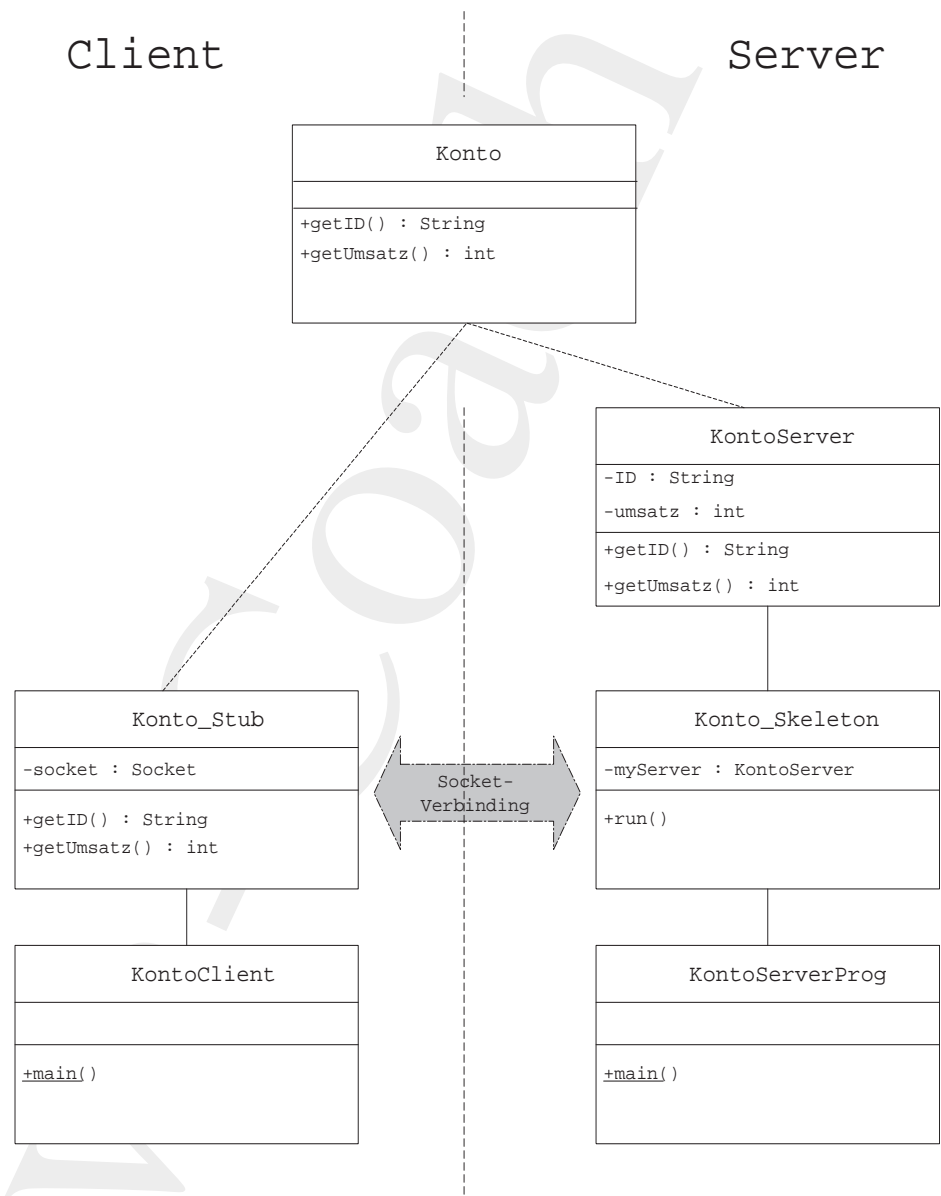 Client
Server
Konto
+getID() : String
+getUmsatz() : int
KontoServer
-ID : String
-umsatz : int
+getID() : String
+getUmsatz() : int
Konto_Stub
-socket : Socket
+getID() : String
+getUmsatz() : int
Socket-
Verbinding
Konto_Skeleton
-myServer : KontoServer
+run()
KontoClient
+main()
KontoServerProg
+main()